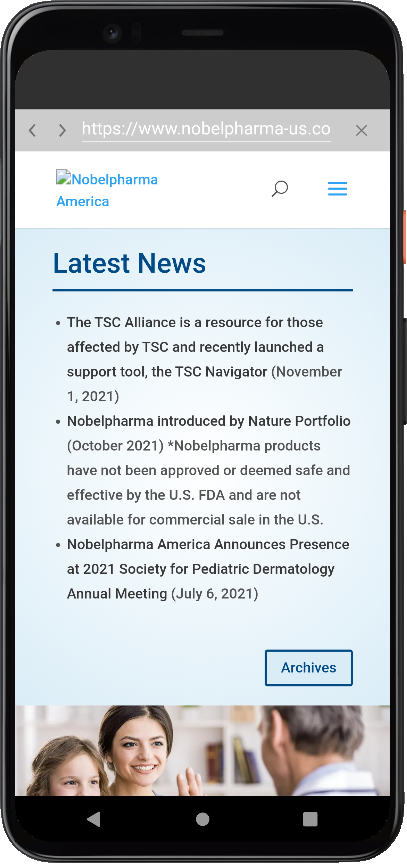 https://www.nobelpharma-us.co
Nobelpharma
America
Latest News
• The TSC Alliance is a resource for those
affected by TSC and recently launched a
support tool, the TSC Navigator (November
1, 2021)
• Nobelpharma introduced by Nature Portfolio
(October 2021) *Nobelpharma products
have not been approved or deemed safe and
effective by the U.S. FDA and are not
available for commercial sale in the U.S.
• Nobelpharma America Announces Presence
at 2021 Society for Pediatric Dermatology
Annual Meeting (July 6, 2021)
Archives